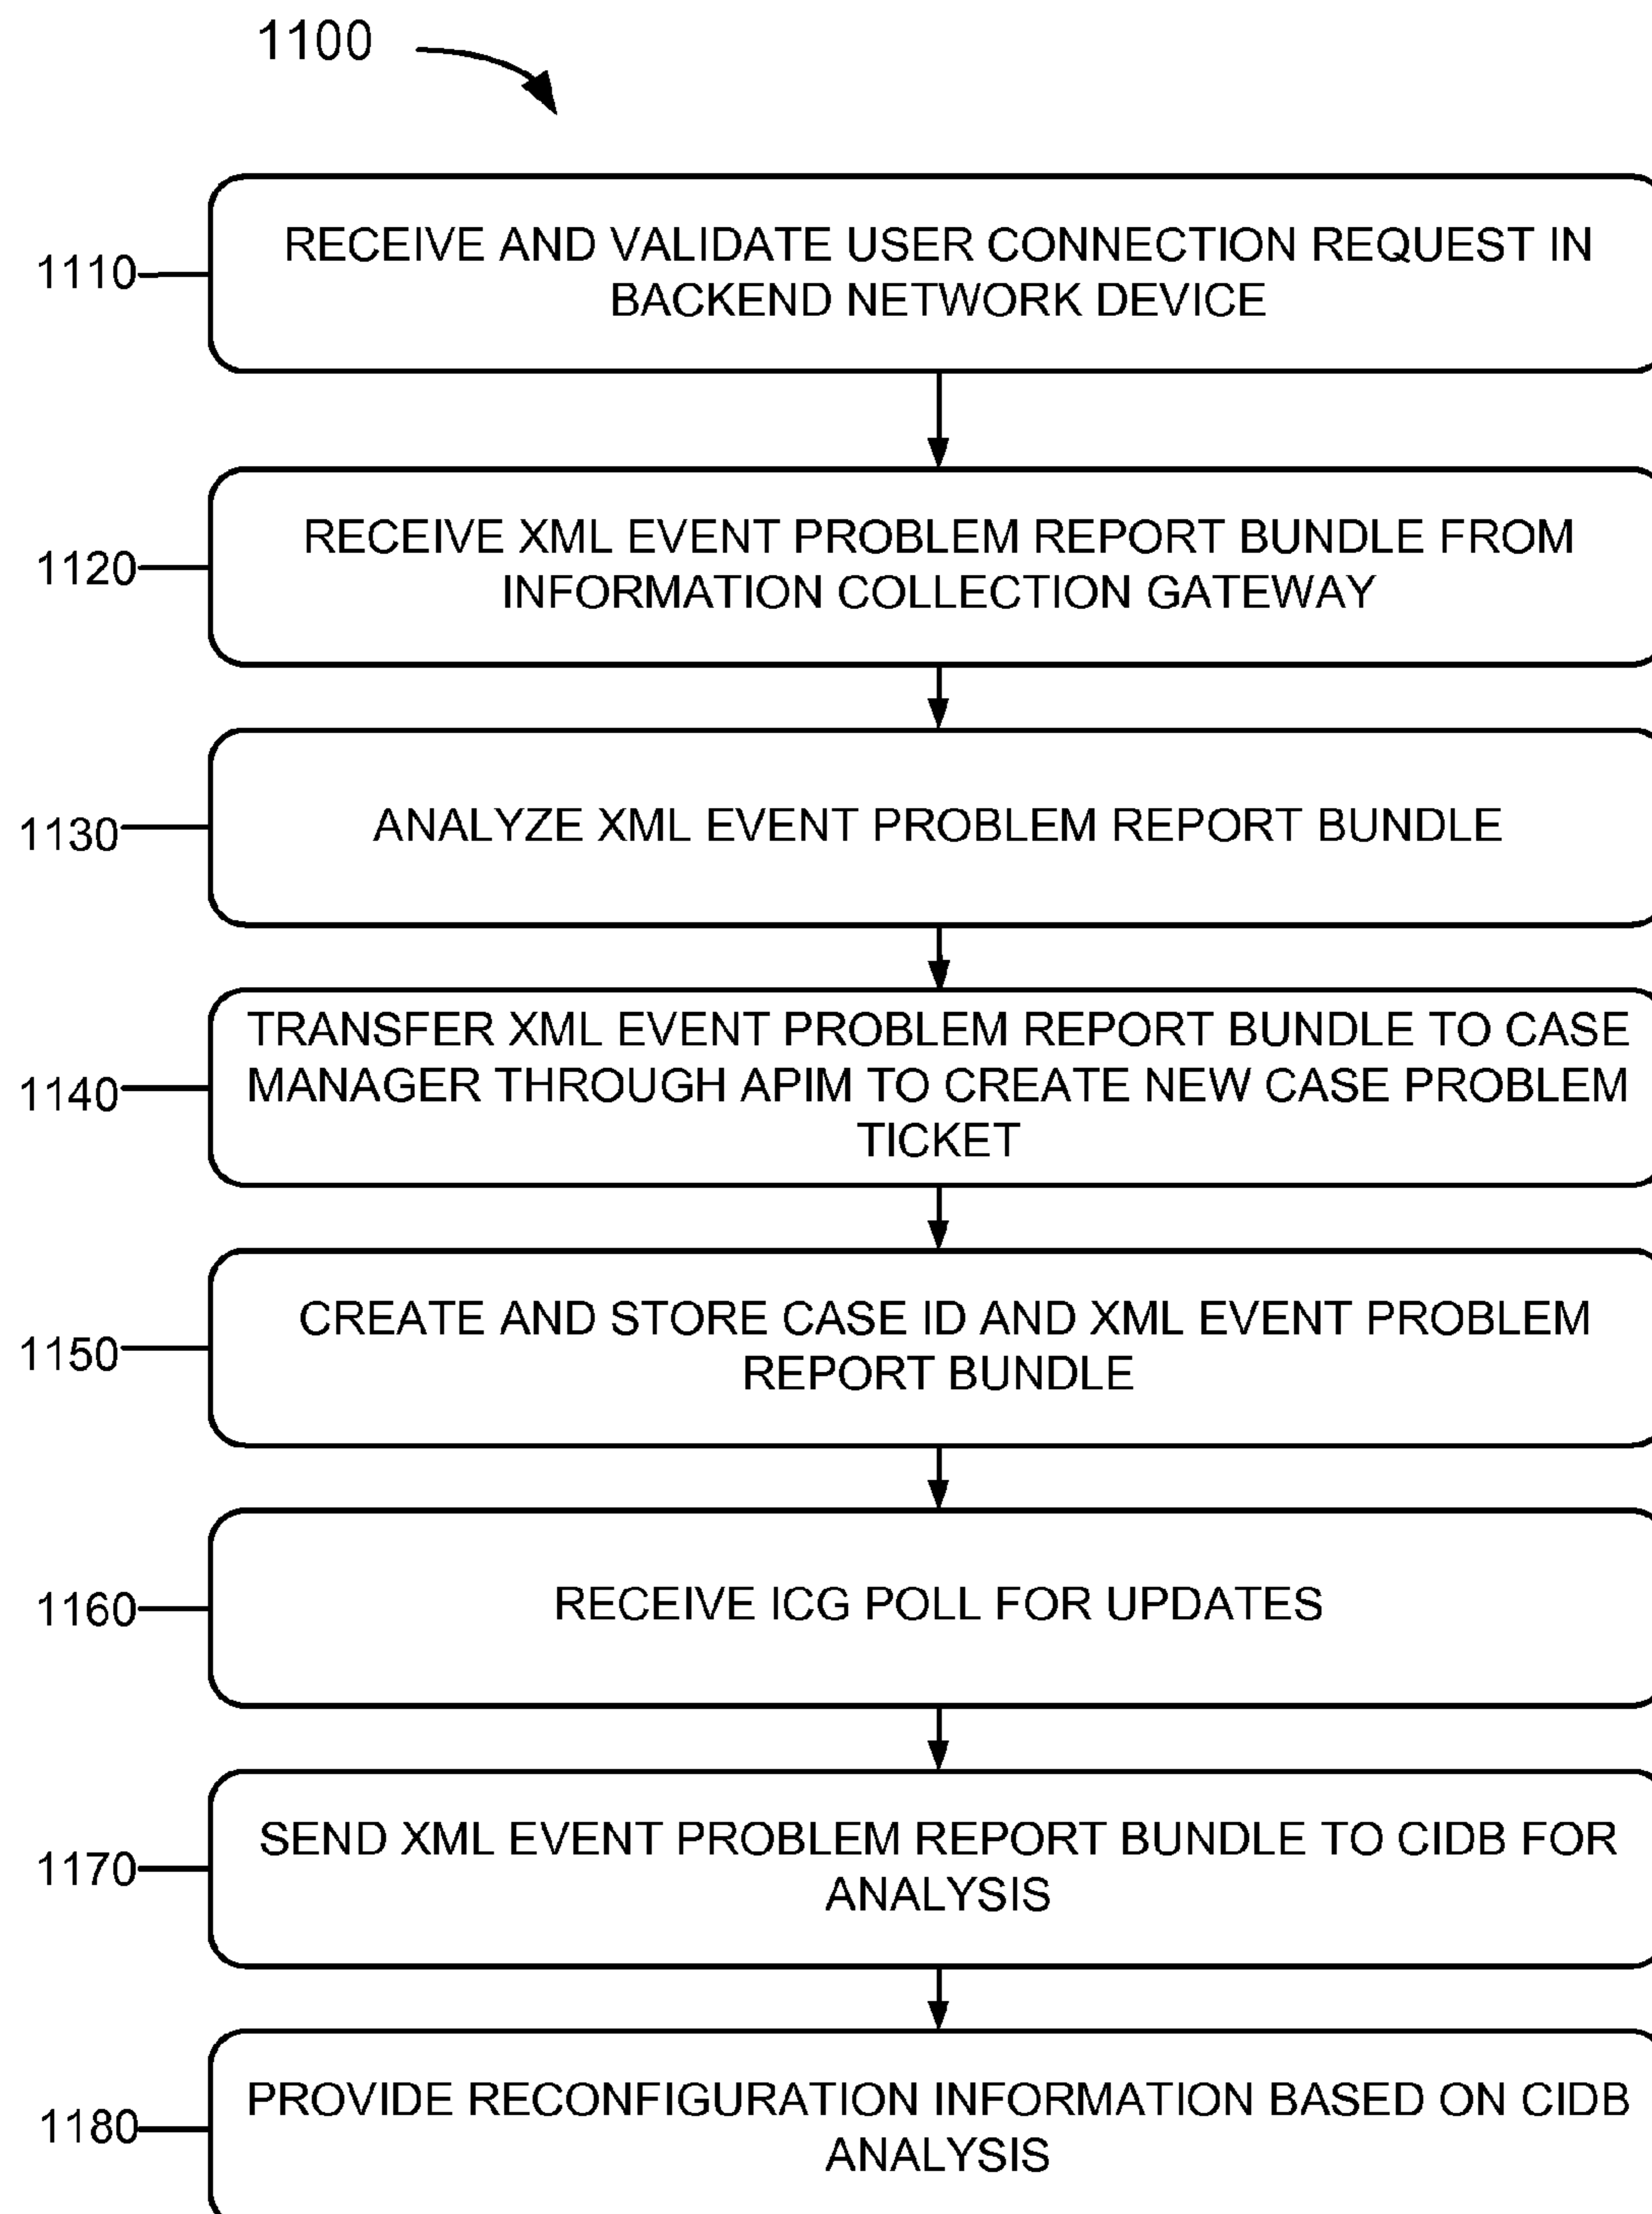 1100
1110
RECEIVE AND VALIDATE USER CONNECTION REQUEST IN
BACKEND NETWORK DEVICE
1120
RECEIVE XML EVENT PROBLEM REPORT BUNDLE FROM
INFORMATION COLLECTION GATEWAY
1130
ANALYZE XML EVENT PROBLEM REPORT BUNDLE
1140
TRANSFER XML EVENT PROBLEM REPORT BUNDLE TO CASE
MANAGER THROUGH APIM TO CREATE NEW CASE PROBLEM
TICKET
1150
CREATE AND STORE CASE ID AND XML EVENT PROBLEM
REPORT BUNDLE
1160
RECEIVE ICG POLL FOR UPDATES
1170
SEND XML EVENT PROBLEM REPORT BUNDLE TO CIDB FOR
ANALYSIS
1180
PROVIDE RECONFIGURATION INFORMATION BASED ON CIDB
ANALYSIS